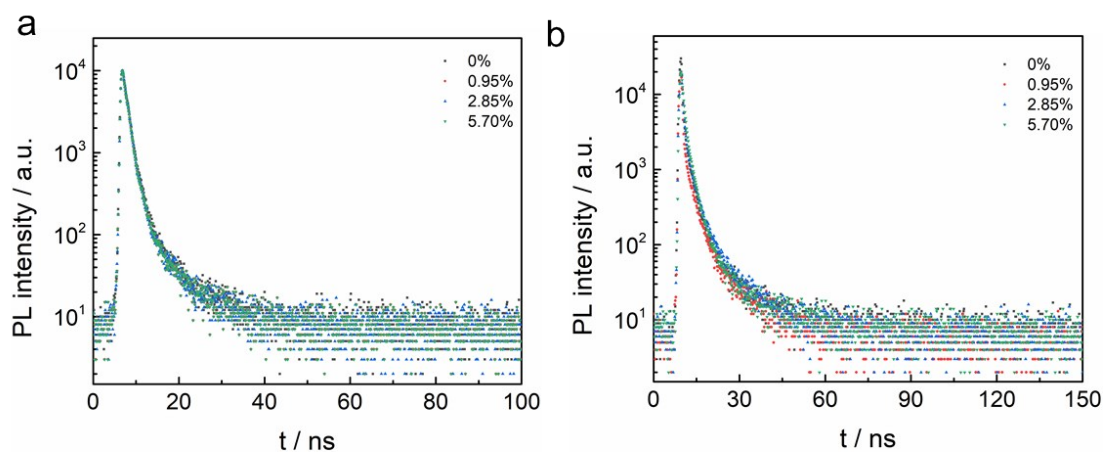 a
PL intensity / a.u.
10⁴
10³
10²
10¹
0 20 40 60 80 100
t / ns
0%
0.95%
2.85%
5.70%
b
PL intensity / a.u.
10⁴
10³
10²
10¹
0 30 60 90 120 150
t / ns
0%
0.95%
2.85%
5.70%